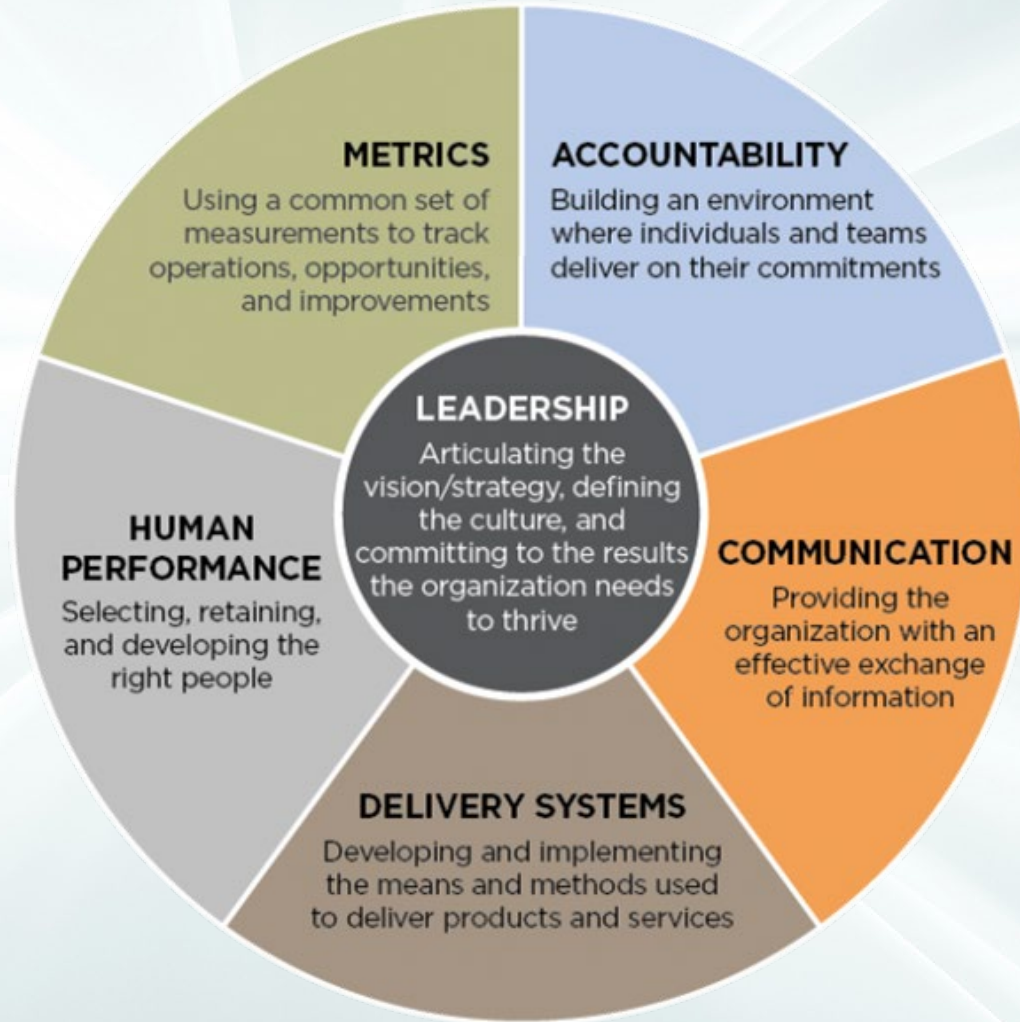 METRICS
Using a common set of
measurements to track
operations, opportunities,
and improvements
ACCOUNTABILITY
Building an environment
where individuals and teams
deliver on their commitments
LEADERSHIP
Articulating the
vision/strategy, defining
the culture, and
committing to the results
the organization needs
to thrive
HUMAN
PERFORMANCE
Selecting, retaining,
and developing the
right people
COMMUNICATION
Providing the
organization with an
effective exchange
of information
DELIVERY SYSTEMS
Developing and implementing
the means and methods used
to deliver products and services